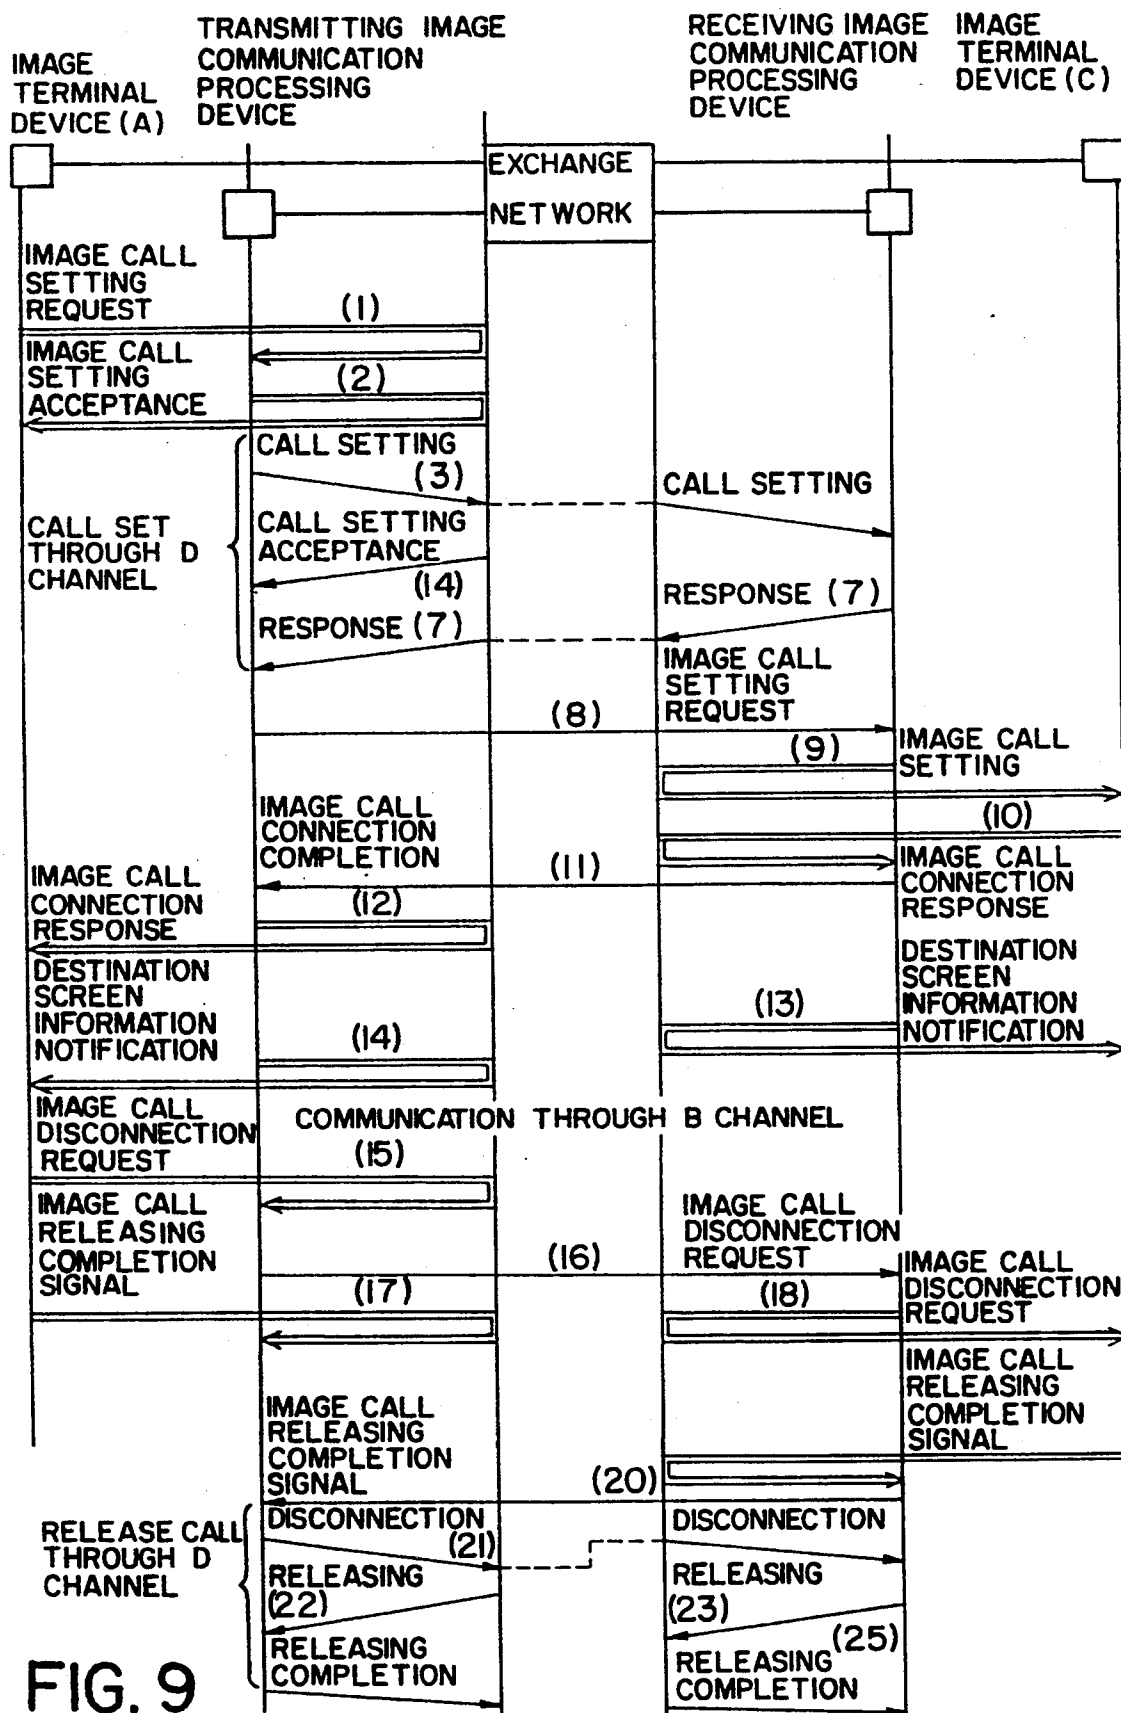 IMAGE
TERMINAL
DEVICE (A)
TRANSMITTING IMAGE
COMMUNICATION
PROCESSING
DEVICE
RECEIVING IMAGE
COMMUNICATION
PROCESSING
DEVICE
IMAGE
TERMINAL
DEVICE (C)
EXCHANGE
NETWORK
IMAGE CALL
SETTING
REQUEST
(1)
IMAGE CALL
SETTING
ACCEPTANCE
(2)
CALL SETTING
(3)
CALL SETTING
CALL SET
THROUGH D
CHANNEL
CALL SETTING
ACCEPTANCE
(14)
RESPONSE (7)
RESPONSE (7)
IMAGE CALL
SETTING
REQUEST
(8)
(9)
IMAGE CALL
SETTING
(10)
IMAGE CALL
CONNECTION
COMPLETION
(11)
IMAGE CALL
CONNECTION
RESPONSE
IMAGE CALL
CONNECTION
RESPONSE
(12)
DESTINATION
SCREEN
INFORMATION
NOTIFICATION
(13)
DESTINATION
SCREEN
INFORMATION
NOTIFICATION
(14)
COMMUNICATION THROUGH B CHANNEL
IMAGE CALL
DISCONNECTION
REQUEST
(15)
IMAGE CALL
RELEASING
COMPLETION
SIGNAL
(16)
IMAGE CALL
DISCONNECTION
REQUEST
(17)
(18)
IMAGE CALL
DISCONNECTION
REQUEST
IMAGE CALL
RELEASING
COMPLETION
SIGNAL
IMAGE CALL
RELEASING
COMPLETION
SIGNAL
(20)
RELEASE CALL
THROUGH D
CHANNEL
DISCONNECTION
(21)
DISCONNECTION
RELEASING
(22)
RELEASING
(23)
(25)
RELEASING
COMPLETION
RELEASING
COMPLETION
FIG. 9